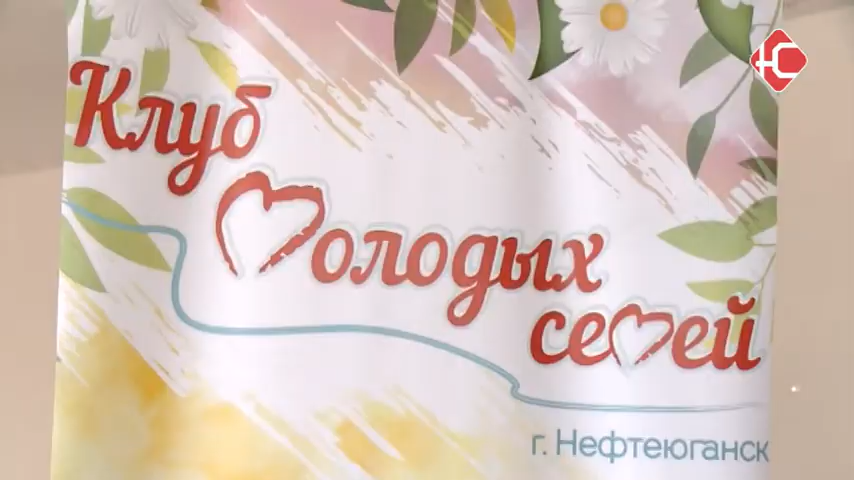 Клуб
молодых
семей
г. Нефтеюганск